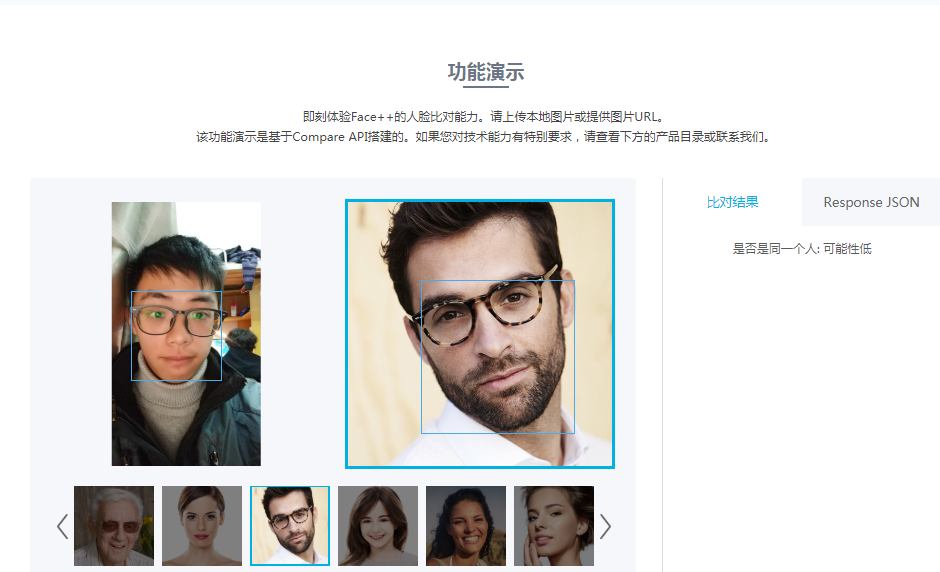 功能演示
即刻体验Face++的人脸比对能力。请上传本地图片或提供图片URL。
该功能演示是基于Compare API搭建的。如果您对技术能力有特别要求，请查看下方的产品目录或联系我们。
比对结果
Response JSON
是否是同一个人: 可能性低